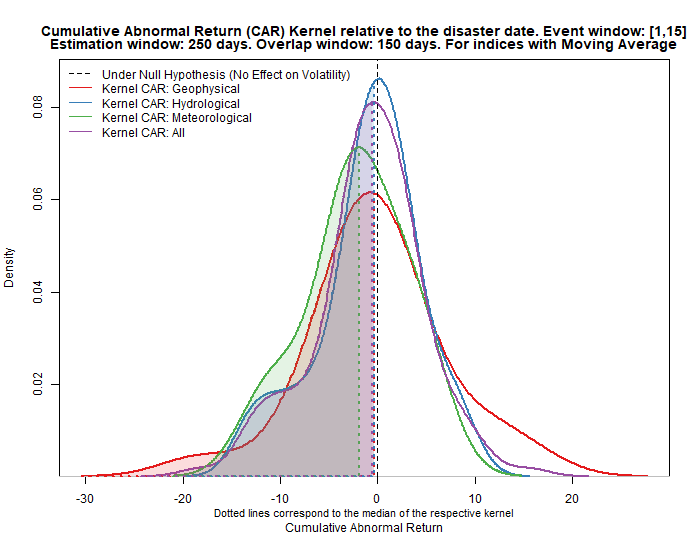 Cumulative Abnormal Return (CAR) Kernel relative to the disaster date. Event window: [1,15]
Estimation window: 250 days. Overlap window: 150 days. For indices with Moving Average
Under Null Hypothesis (No Effect on Volatility)
Kernel CAR: Geophysical
Kernel CAR: Hydrological
Kernel CAR: Meteorological
Kernel CAR: All
0.08
0.06
0.04
0.02
Density
-30 -20 -10 0 10 20
Dotted lines correspond to the median of the respective kernel
Cumulative Abnormal Return